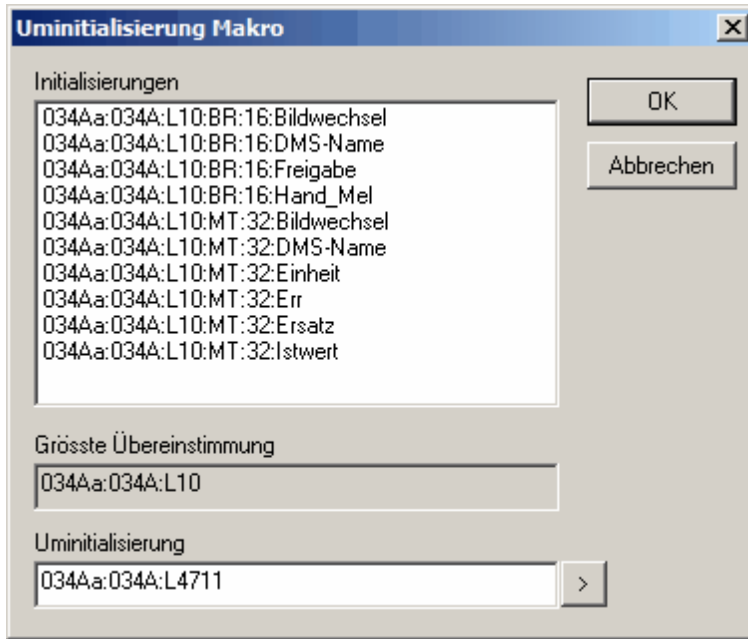 Uminitialisierung Makro
Initialisierungen
034Aa:034A:L10:BR:16:Bildwechsel
034Aa:034A:L10:BR:16:DMS-Name
034Aa:034A:L10:BR:16:Freigabe
034Aa:034A:L10:BR:16:Hand_Mel
034Aa:034A:L10:MT:32:Bildwechsel
034Aa:034A:L10:MT:32:DMS-Name
034Aa:034A:L10:MT:32:Einheit
034Aa:034A:L10:MT:32:Err
034Aa:034A:L10:MT:32:Ersatz
034Aa:034A:L10:MT:32:Istwert
OK
Abbrechen
Grösste Übereinstimmung
034Aa:034A:L10
Uminitialisierung
034Aa:034A:L4711
>